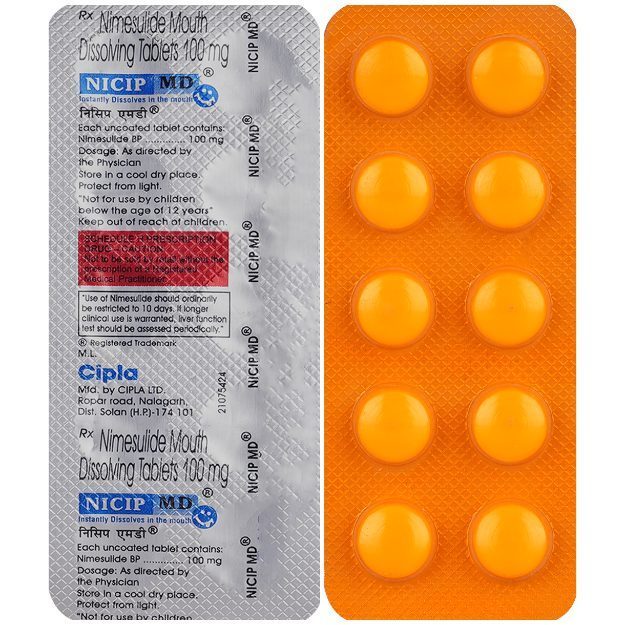 Rx Nimesulide Mouth
Dissolving Tablets 100 mg
NICIP MD®
Instantly Dissolves in the mouth
निसिप एमडी®
Each uncoated tablet contains:
Nimesulide BP .............. 100 mg
Dosage: As directed by
the Physician
Store in a cool dry place.
Protect from light.
"Not for use by children
below the age of 12 years"
Keep out of reach of children.
SCHEDULE H PRESCRIPTION
DRUG - CAUTION
Not to be sold by retail without the
prescription of a Registered
Medical Practitioner.
"Use of Nimesulide should ordinarily
be restricted to 10 days. If longer
clinical use is warranted, liver function
test should be assessed periodically."
® Registered Trademark
M.L.
Cipla
Mfd. by CIPLA LTD.
Ropar road, Nalagarh,
Dist. Solan (H.P.)-174 101
21075424
Rx Nimesulide Mouth
Dissolving Tablets 100 mg
NICIP MD®
Instantly Dissolves in the mouth
निसिप एमडी®
Each uncoated tablet contains:
Nimesulide BP .............. 100 mg
Dosage: As directed by
the Physician
Store in a cool dry place.
Protect from light.
"Not for use by children
NICIP MD®
NICIP MD®
NICIP MD®
NICIP MD®
NICIP MD®
NICIP MD®